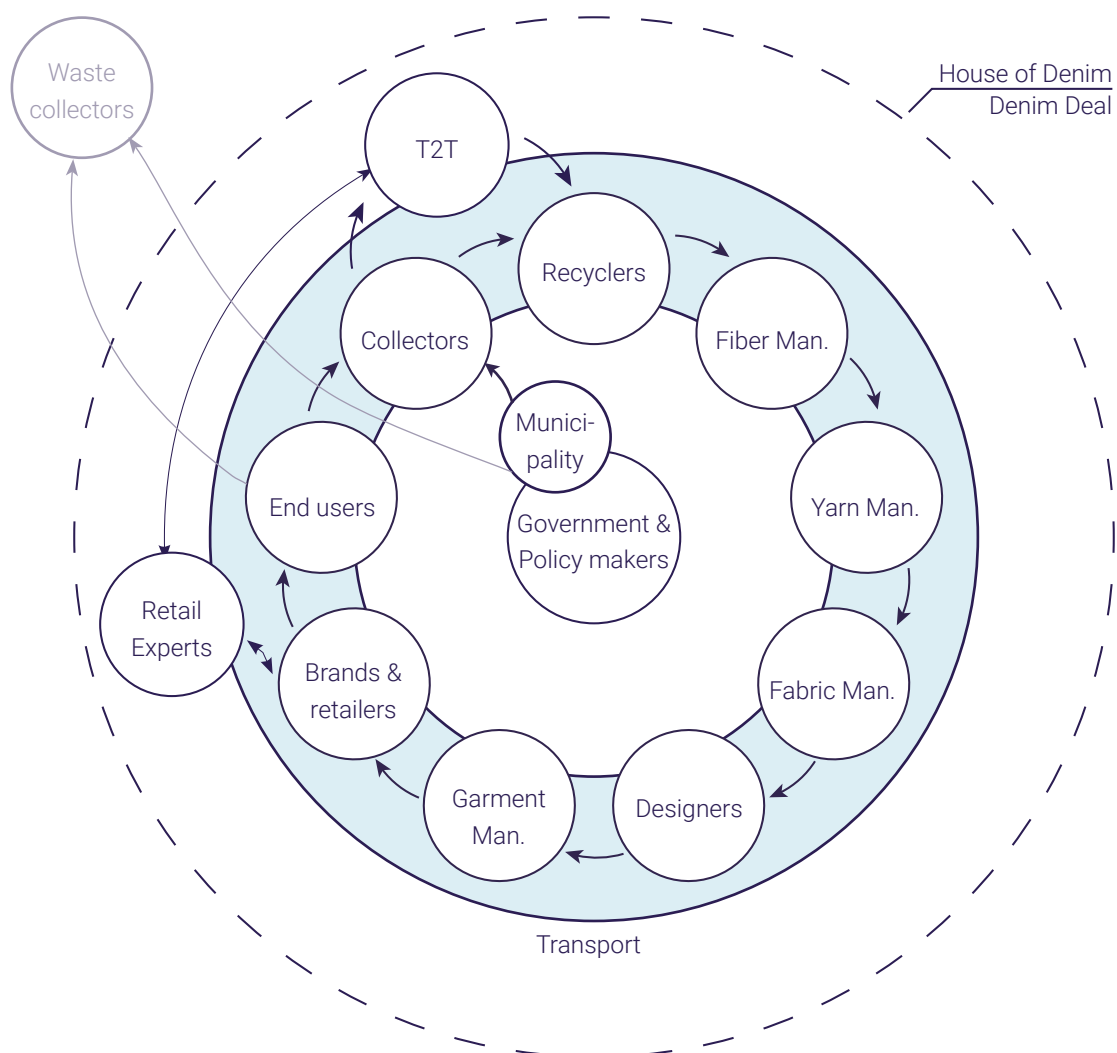 Waste
collectors
House of Denim
Denim Deal
T2T
Recyclers
Collectors
Fiber Man.
Munici-
pality
End users
Yarn Man.
Government &
Policy makers
Retail
Experts
Brands &
retailers
Fabric Man.
Garment
Man.
Designers
Transport